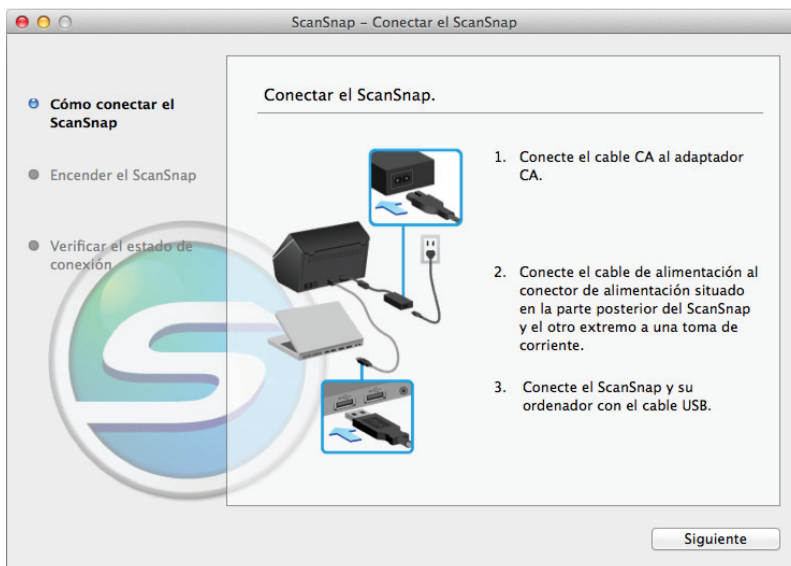 ScanSnap – Conectar el ScanSnap
Cómo conectar el
ScanSnap
Encender el ScanSnap
Verificar el estado de
conexión
Conectar el ScanSnap.
1. Conecte el cable CA al adaptador
CA.
2. Conecte el cable de alimentación al
conector de alimentación situado
en la parte posterior del ScanSnap
y el otro extremo a una toma de
corriente.
3. Conecte el ScanSnap y su
ordenador con el cable USB.
Siguiente